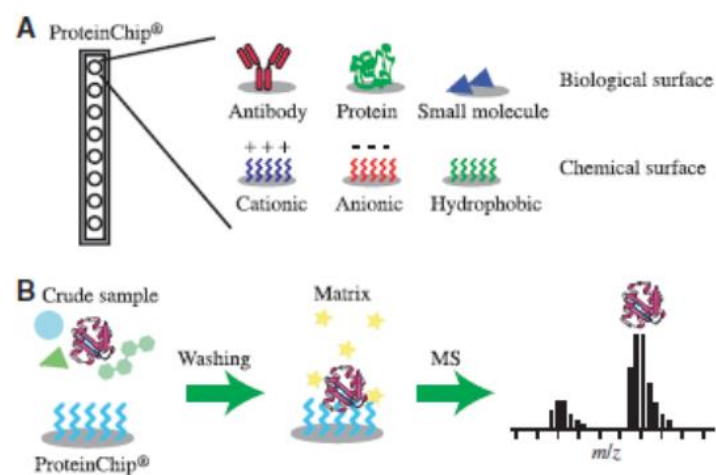 A
ProteinChip®
Antibody Protein Small molecule Biological surface
+ + + - - -
Cationic Anionic Hydrophobic Chemical surface
B
Crude sample
Matrix
Washing
MS
ProteinChip®
m/z